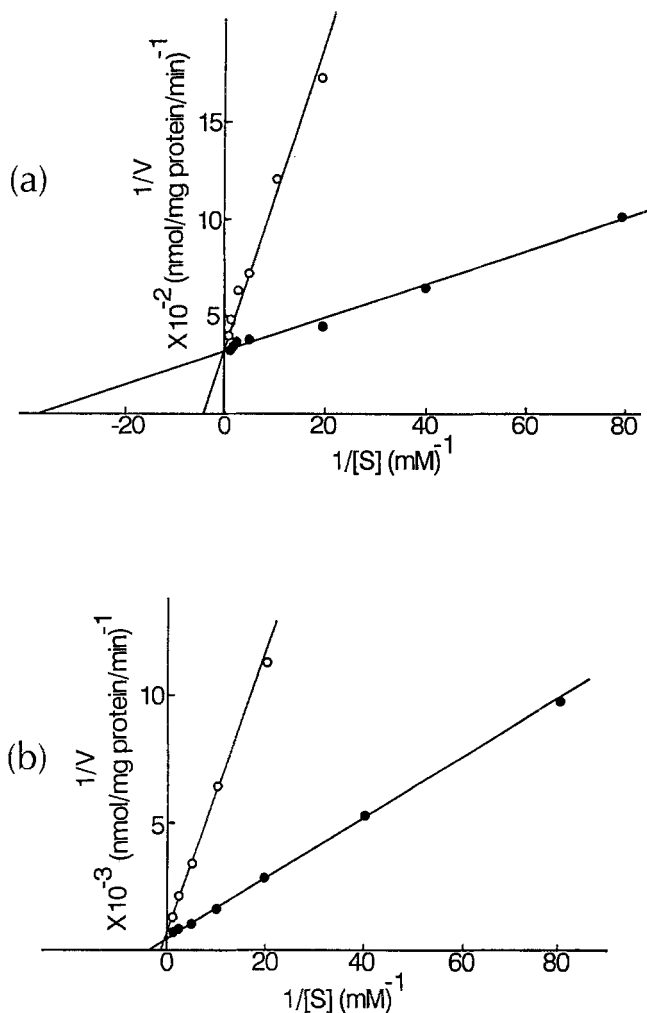 (a)
1/V
X10⁻² (nmol/mg protein/min)⁻¹
15
10
5
-20
0
20
40
60
80
1/[S] (mM)⁻¹
(b)
1/V
X10⁻³ (nmol/mg protein/min)⁻¹
10
5
0
20
40
60
80
1/[S] (mM)⁻¹